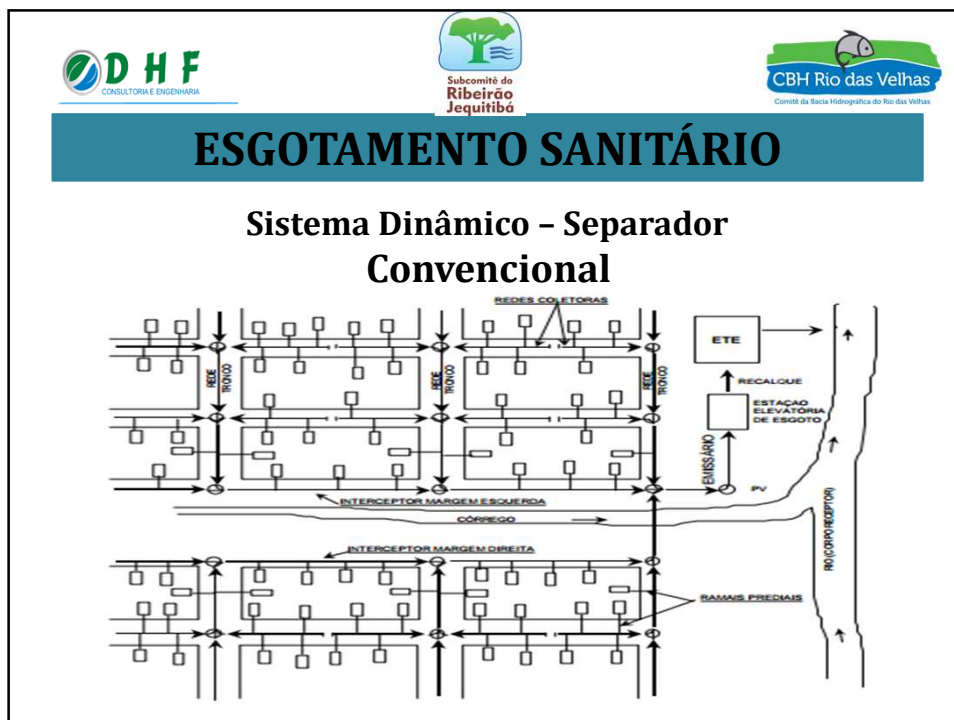 DHF
CONSULTORIA E ENGENHARIA
Subcomitê do
Ribeirão
Jequitibá
CBH Rio das Velhas
Comitê da Bacia Hidrográfica do Rio das Velhas
ESGOTAMENTO SANITÁRIO
Sistema Dinâmico – Separador
Convencional
REDES COLETORAS
REDE
TRONCO
REDE
TRONCO
REDE
TRONCO
ETE
RECALQUE
ESTAÇAO
ELEVATÓRIA
DE ESGOTO
EMISSÁRIO
PV
INTERCEPTOR MARGEM ESQUERDA
CÓRREGO
INTERCEPTOR MARGEM DIREITA
RIO (CORPO RECEPTOR)
RAMAIS PREDIAIS